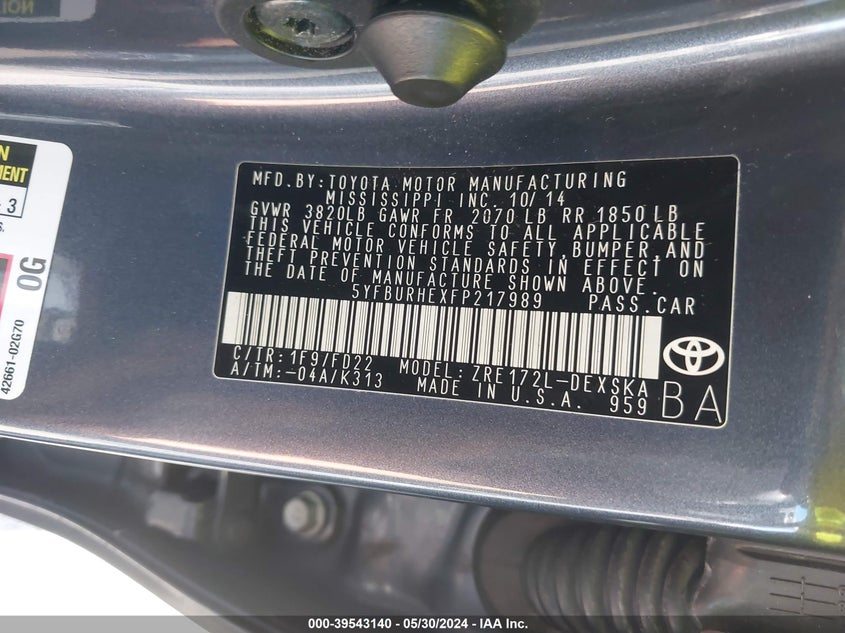 MFD.BY:TOYOTA MOTOR MANUFACTURING
MISSISSIPPI INC. 10/14
GVWR 3820LB GAWR FR 2070 LB RR 1850 LB
THIS VEHICLE CONFORMS TO ALL APPLICABLE
FEDERAL MOTOR VEHICLE SAFETY,BUMPER,AND
THEFT PREVENTION STANDARDS IN EFFECT ON
THE DATE OF MANUFACTURE SHOWN ABOVE.
5YFBURHEXFP217989 PASS.CAR
C/TR:1F9/FD22 MODEL:ZRE172L-DEXSKA
A/TM:-04A/K313 MADE IN U.S.A. 959
BA
0G
42661-02G70
000-39543140 - 05/30/2024 - IAA Inc.